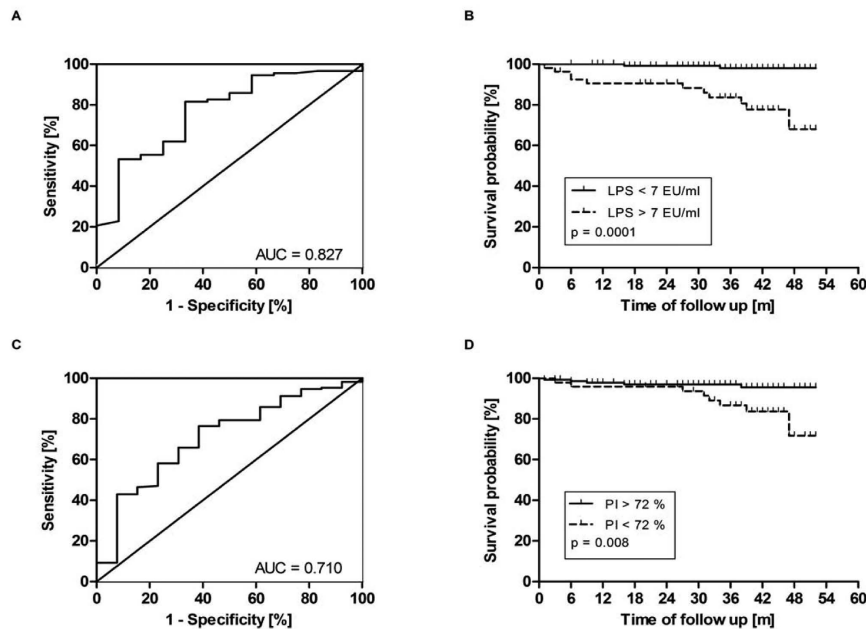 A
Sensitivity [%]
100
80
60
40
20
0
AUC = 0.827
0 20 40 60 80 100
1 - Specificity [%]
B
Survival probability [%]
100
80
60
40
20
0
LPS < 7 EU/ml
LPS > 7 EU/ml
p = 0.0001
0 6 12 18 24 30 36 42 48 54 60
Time of follow up [m]
C
Sensitivity [%]
100
80
60
40
20
0
AUC = 0.710
0 20 40 60 80 100
1 - Specificity [%]
D
Survival probability [%]
100
80
60
40
20
0
PI > 72 %
PI < 72 %
p = 0.008
0 6 12 18 24 30 36 42 48 54 60
Time of follow up [m]